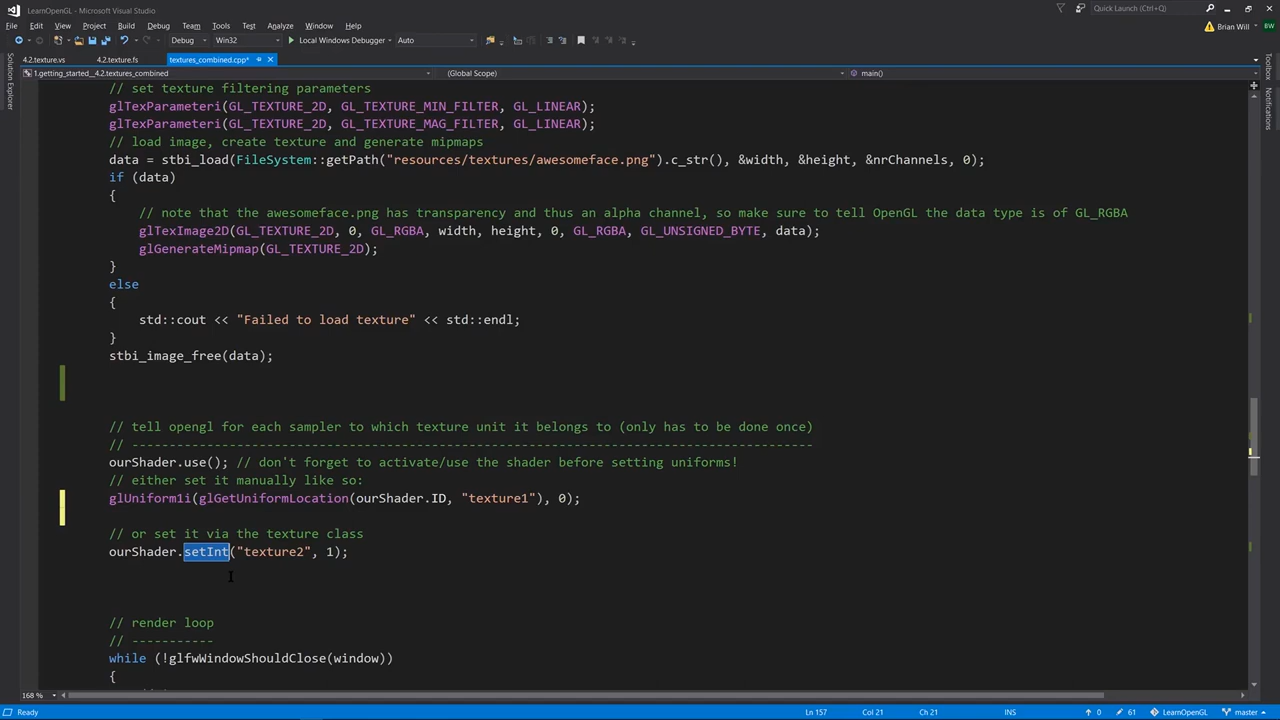 LearnOpenGL - Microsoft Visual Studio
Quick Launch (Ctrl+Q)
File Edit View Project Build Debug Team Tools Test Analyze Window Help
Brian Will BW
Debug Win32 Local Windows Debugger Auto
4.2.texture.vs 4.2.texture.fs textures_combined.cpp*
1.getting_started__4.2.textures_combined (Global Scope) main()
Solution Explorer
Toolbox
Notifications
// set texture filtering parameters
glTexParameteri(GL_TEXTURE_2D, GL_TEXTURE_MIN_FILTER, GL_LINEAR);
glTexParameteri(GL_TEXTURE_2D, GL_TEXTURE_MAG_FILTER, GL_LINEAR);
// load image, create texture and generate mipmaps
data = stbi_load(FileSystem::getPath("resources/textures/awesomeface.png").c_str(), &width, &height, &nrChannels, 0);
if (data)
{
// note that the awesomeface.png has transparency and thus an alpha channel, so make sure to tell OpenGL the data type is of GL_RGBA
glTexImage2D(GL_TEXTURE_2D, 0, GL_RGBA, width, height, 0, GL_RGBA, GL_UNSIGNED_BYTE, data);
glGenerateMipmap(GL_TEXTURE_2D);
}
else
{
std::cout << "Failed to load texture" << std::endl;
}
stbi_image_free(data);
// tell opengl for each sampler to which texture unit it belongs to (only has to be done once)
// -------------------------------------------------------------------------------------------
ourShader.use(); // don't forget to activate/use the shader before setting uniforms!
// either set it manually like so:
glUniform1i(glGetUniformLocation(ourShader.ID, "texture1"), 0);
// or set it via the texture class
ourShader.setInt("texture2", 1);
// render loop
// -----------
while (!glfwWindowShouldClose(window))
{
168 %
Ready Ln 157 Col 21 Ch 21 INS 0 61 LearnOpenGL master